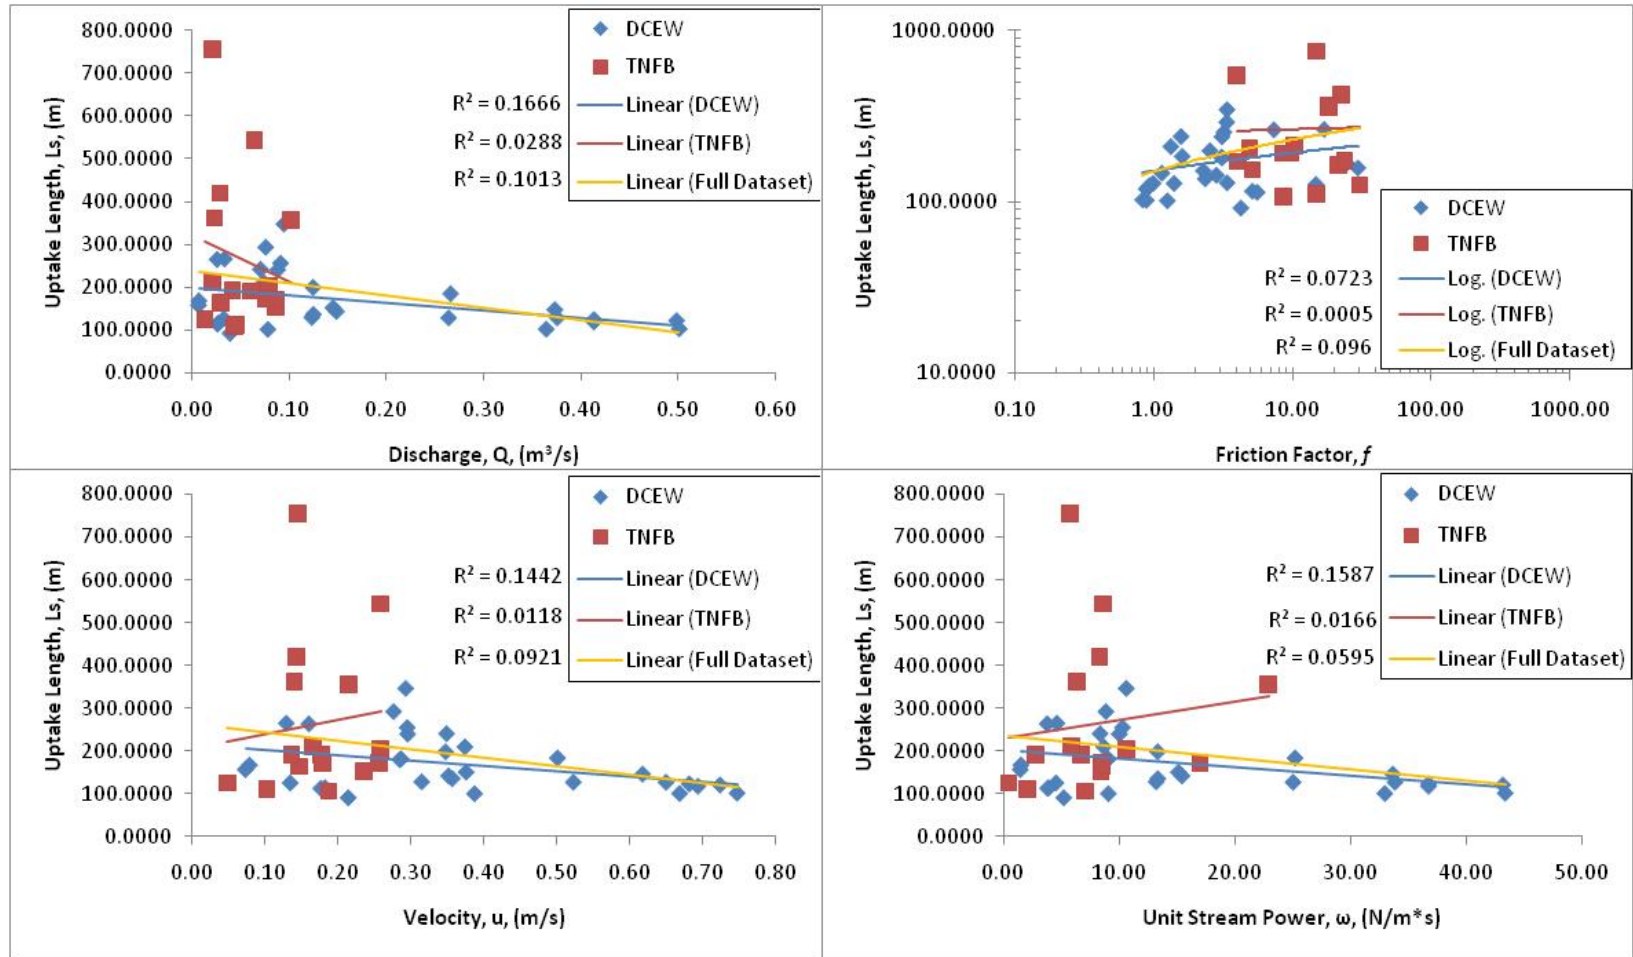 800.0000
700.0000
600.0000
500.0000
400.0000
300.0000
200.0000
100.0000
0.0000
Uptake Length, Ls, (m)
0.00 0.10 0.20 0.30 0.40 0.50 0.60
Discharge, Q, (m³/s)
DCEW
TNFB
R² = 0.1666 Linear (DCEW)
R² = 0.0288 Linear (TNFB)
R² = 0.1013 Linear (Full Dataset)
1000.0000
100.0000
10.0000
Uptake Length, Ls, (m)
0.10 1.00 10.00 100.00 1000.00
Friction Factor, f
DCEW
TNFB
R² = 0.0723 Log. (DCEW)
R² = 0.0005 Log. (TNFB)
R² = 0.096 Log. (Full Dataset)
800.0000
700.0000
600.0000
500.0000
400.0000
300.0000
200.0000
100.0000
0.0000
Uptake Length, Ls, (m)
0.00 0.10 0.20 0.30 0.40 0.50 0.60 0.70 0.80
Velocity, u, (m/s)
DCEW
TNFB
R² = 0.1442 Linear (DCEW)
R² = 0.0118 Linear (TNFB)
R² = 0.0921 Linear (Full Dataset)
800.0000
700.0000
600.0000
500.0000
400.0000
300.0000
200.0000
100.0000
0.0000
Uptake Length, Ls, (m)
0.00 10.00 20.00 30.00 40.00 50.00
Unit Stream Power, ω, (N/m*s)
DCEW
TNFB
R² = 0.1587 Linear (DCEW)
R² = 0.0166 Linear (TNFB)
R² = 0.0595 Linear (Full Dataset)